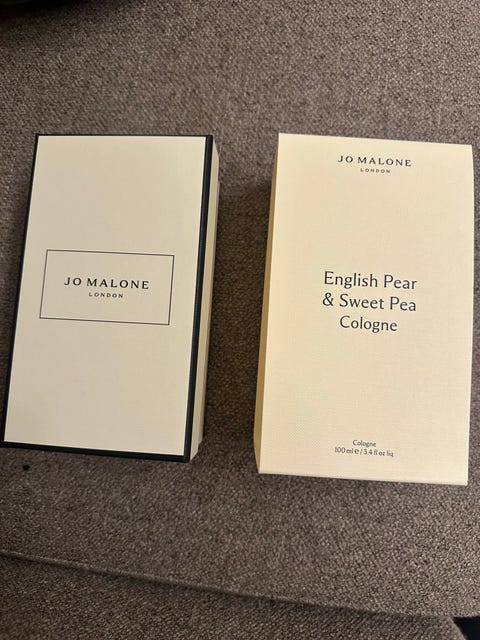 JO MALONE
LONDON
JO MALONE
LONDON
English Pear
& Sweet Pea
Cologne
Cologne
100 ml ℮ / 3.4 fl oz liq